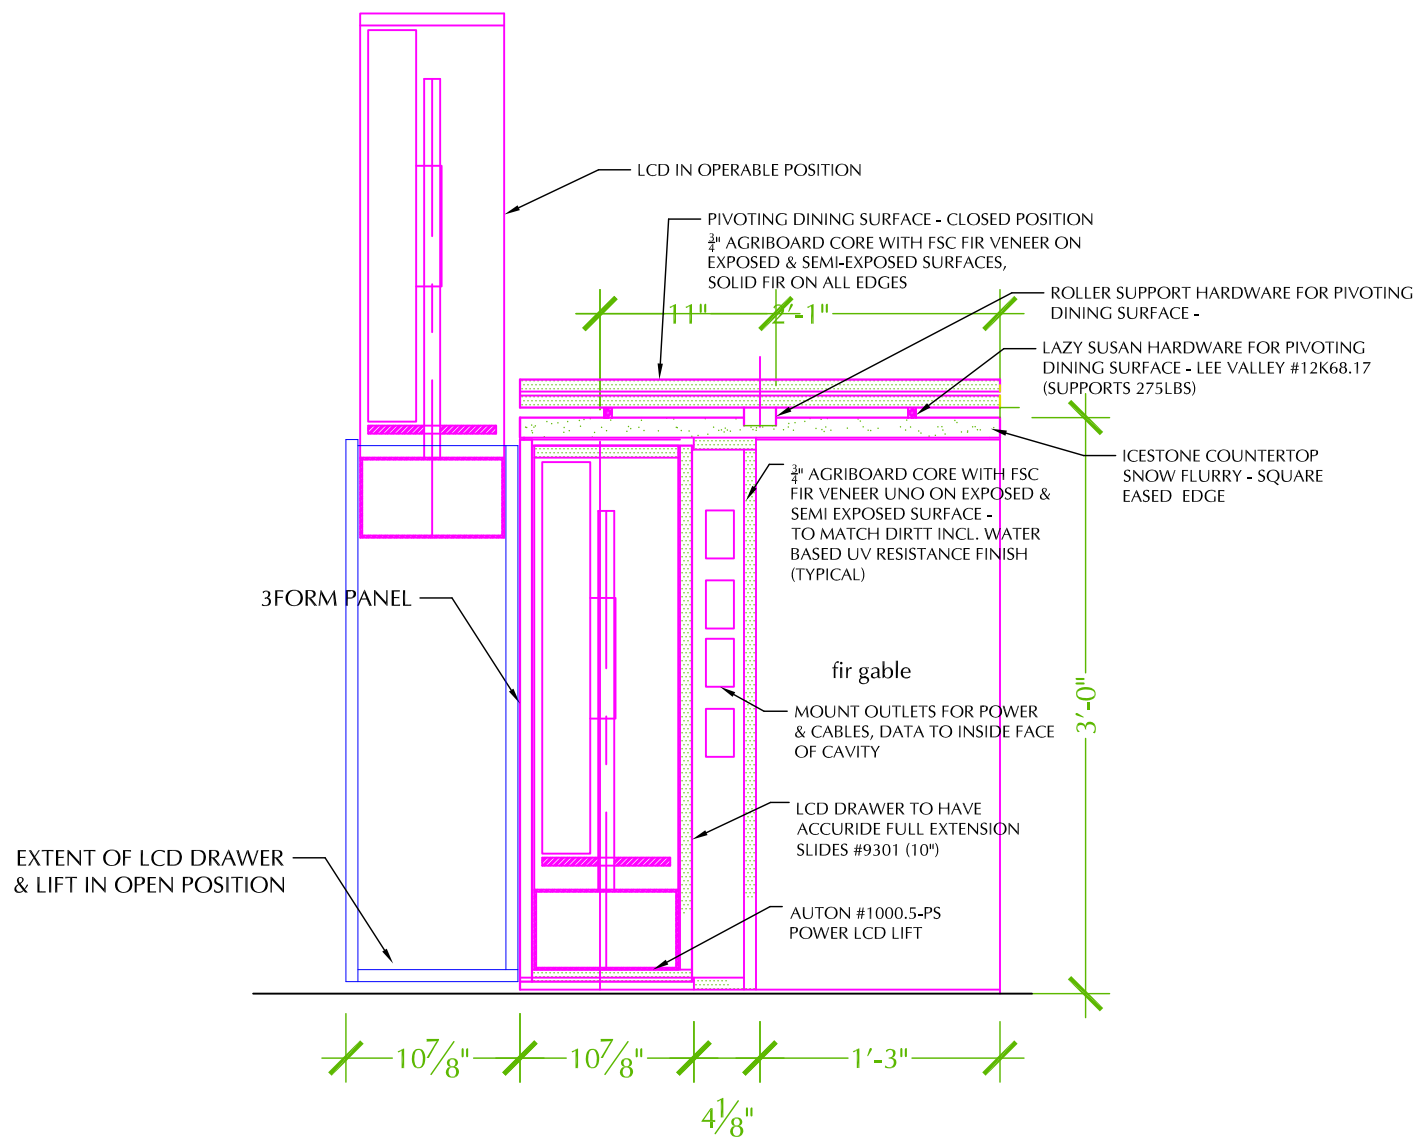 LCD IN OPERABLE POSITION
PIVOTING DINING SURFACE - CLOSED POSITION
3/4" AGRIBOARD CORE WITH FSC FIR VENEER ON
EXPOSED & SEMI-EXPOSED SURFACES,
SOLID FIR ON ALL EDGES
11"
2'-1"
ROLLER SUPPORT HARDWARE FOR PIVOTING
DINING SURFACE -
LAZY SUSAN HARDWARE FOR PIVOTING
DINING SURFACE - LEE VALLEY #12K68.17
(SUPPORTS 275LBS)
ICESTONE COUNTERTOP
SNOW FLURRY - SQUARE
EASED EDGE
3/4" AGRIBOARD CORE WITH FSC
FIR VENEER UNO ON EXPOSED &
SEMI EXPOSED SURFACE -
TO MATCH DIRTT INCL. WATER
BASED UV RESISTANCE FINISH
(TYPICAL)
3FORM PANEL
fir gable
3'-0"
MOUNT OUTLETS FOR POWER
& CABLES, DATA TO INSIDE FACE
OF CAVITY
LCD DRAWER TO HAVE
ACCURIDE FULL EXTENSION
SLIDES #9301 (10")
EXTENT OF LCD DRAWER
& LIFT IN OPEN POSITION
AUTON #1000.5-PS
POWER LCD LIFT
10 7/8"
10 7/8"
1'-3"
4 1/8"